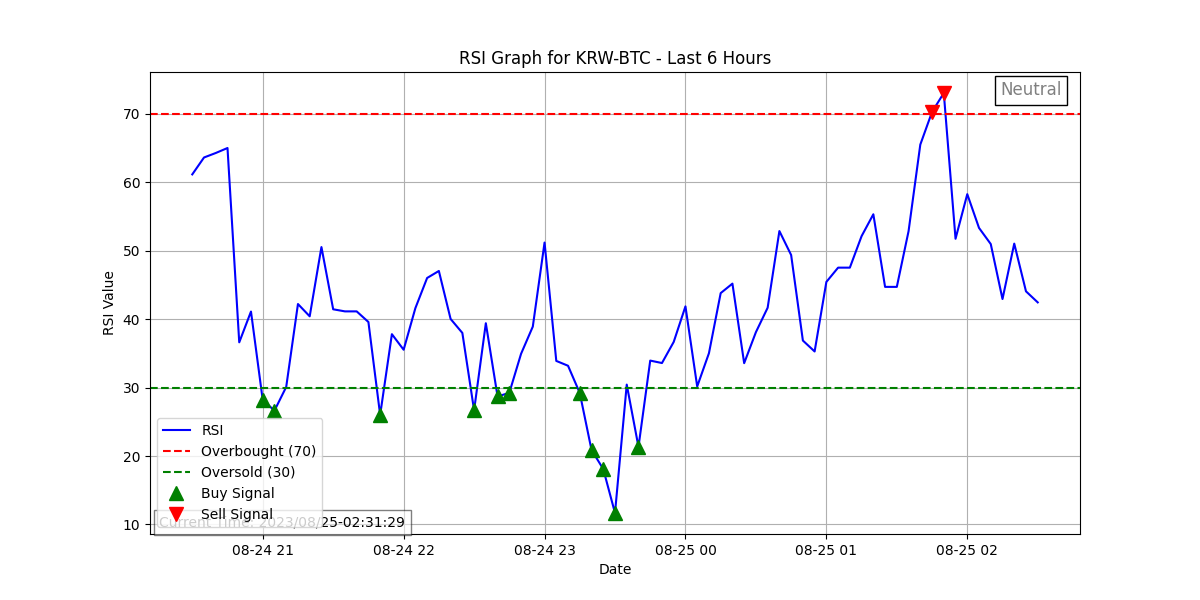 RSI Graph for KRW-BTC - Last 6 Hours
Neutral
70
60
50
40
30
20
10
RSI Value
RSI
Overbought (70)
Oversold (30)
Buy Signal
Sell Signal
Current Time: 2023/08/25-02:31:29
08-24 21
08-24 22
08-24 23
08-25 00
08-25 01
08-25 02
Date